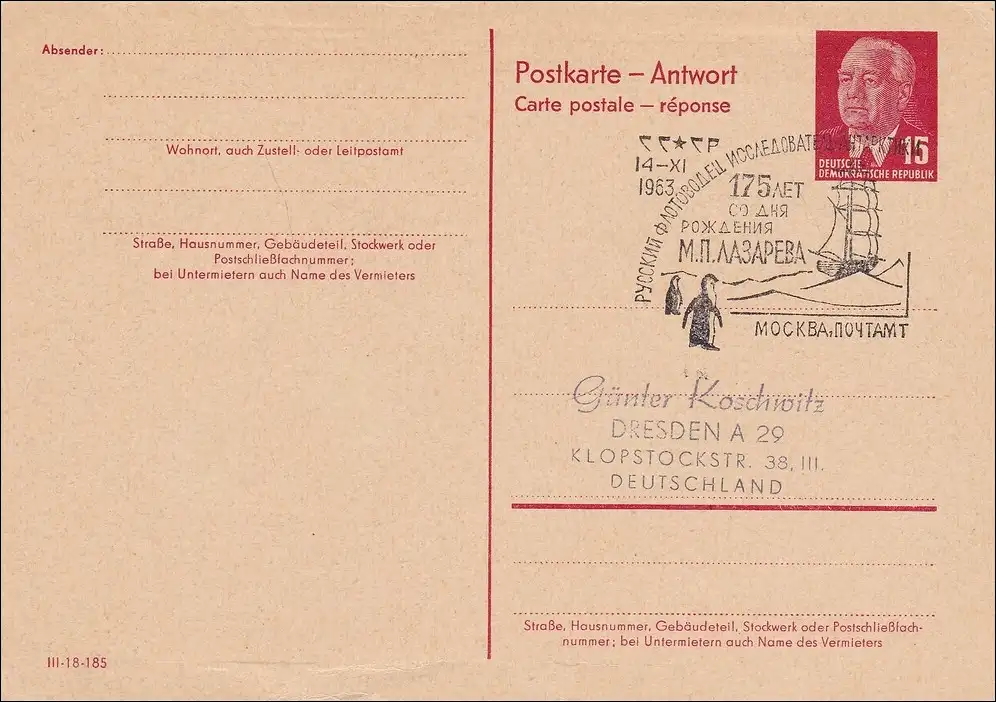 Absender:
Wohnort, auch Zustell- oder Leitpostamt
Straße, Hausnummer, Gebäudeteil, Stockwerk oder
Postschließfachnummer;
bei Untermietern auch Name des Vermieters
III-18-185
Postkarte – Antwort
Carte postale – réponse
15
DEUTSCHE
DEMOKRATISCHE REPUBLIK
СС★СР
14-XI
1963
РУССКИЙ ФЛОТОВОДЕЦ ИССЛЕДОВАТЕЛЬ АНТАРКТИКИ
175 ЛЕТ
СО ДНЯ
РОЖДЕНИЯ
М.П.ЛАЗАРЕВА
МОСКВА,ПОЧТАМТ
Günter Koschwitz
DRESDEN A 29
KLOPSTOCKSTR. 38, III.
DEUTSCHLAND
Straße, Hausnummer, Gebäudeteil, Stockwerk oder Postschließfach-
nummer; bei Untermietern auch Name des Vermieters